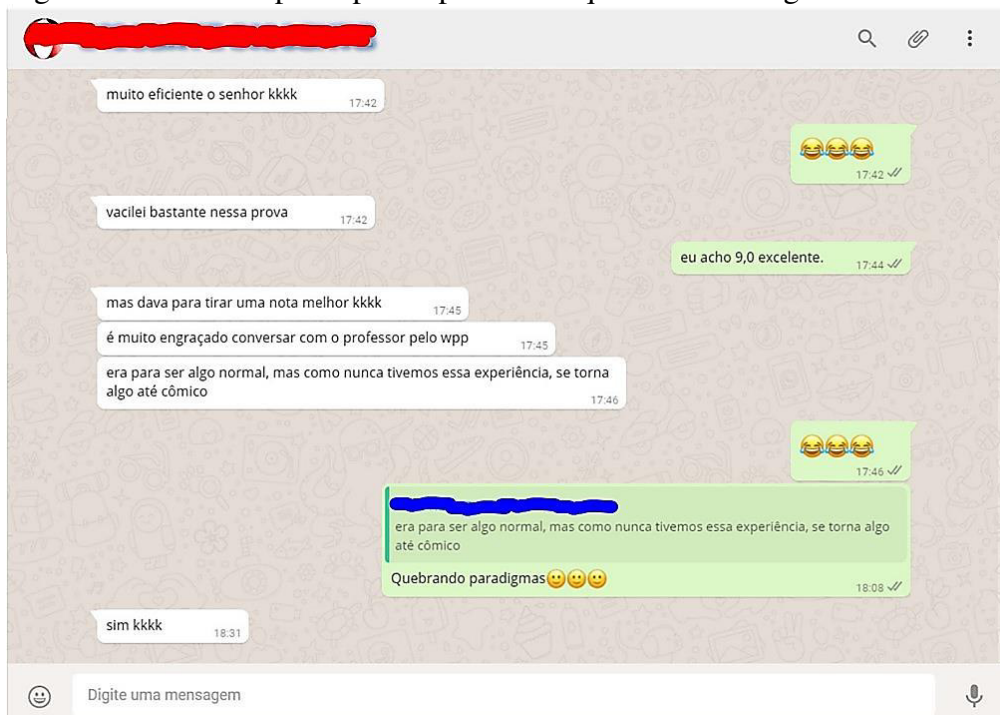 muito eficiente o senhor kkkk 17:42
😂😂😂
17:42
vacilei bastante nessa prova 17:42
eu acho 9,0 excelente. 17:44
mas dava para tirar uma nota melhor kkkk 17:45
é muito engraçado conversar com o professor pelo wpp 17:45
era para ser algo normal, mas como nunca tivemos essa experiência, se torna
algo até cômico 17:46
😂😂😂
17:46
era para ser algo normal, mas como nunca tivemos essa experiência, se torna algo
até cômico
Quebrando paradigmas🙂🙂🙂 18:08
sim kkkk 18:31
Digite uma mensagem